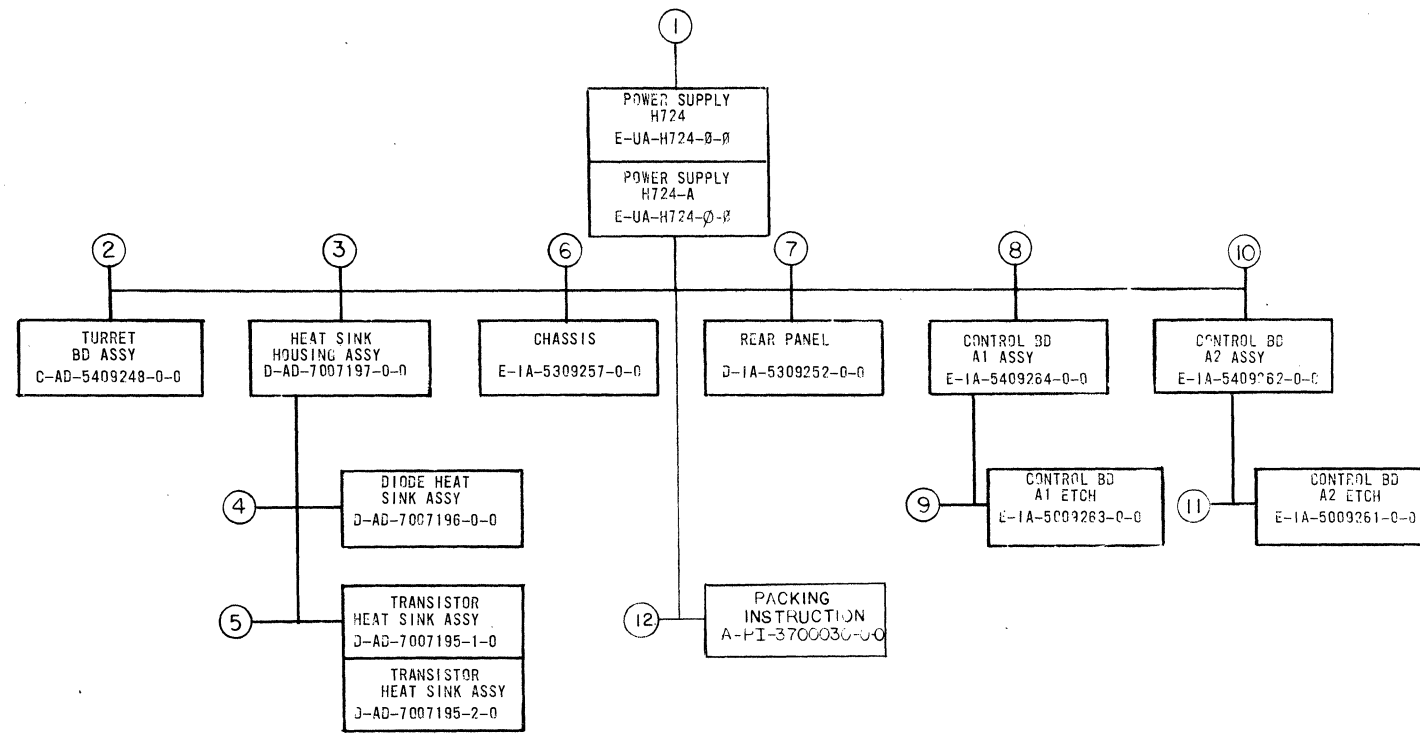 1
POWER SUPPLY
H724
E-UA-H724-Ø-Ø
POWER SUPPLY
H724-A
E-UA-H724-Ø-Ø
2
3
6
7
8
10
TURRET
BD ASSY
C-AD-5409248-0-0
HEAT SINK
HOUSING ASSY
D-AD-7007197-0-0
CHASSIS
E-IA-5309257-0-0
REAR PANEL
D-IA-5309252-0-0
CONTROL BD
A1 ASSY
E-IA-5409264-0-0
CONTROL BD
A2 ASSY
E-IA-5409262-0-0
4
DIODE HEAT
SINK ASSY
D-AD-7007196-0-0
9
CONTROL BD
A1 ETCH
E-IA-5009263-0-0
11
CONTROL BD
A2 ETCH
E-IA-5009261-0-0
5
TRANSISTOR
HEAT SINK ASSY
D-AD-7007195-1-0
TRANSISTOR
HEAT SINK ASSY
D-AD-7007195-2-0
12
PACKING
INSTRUCTION
A-PI-3700030-0-0